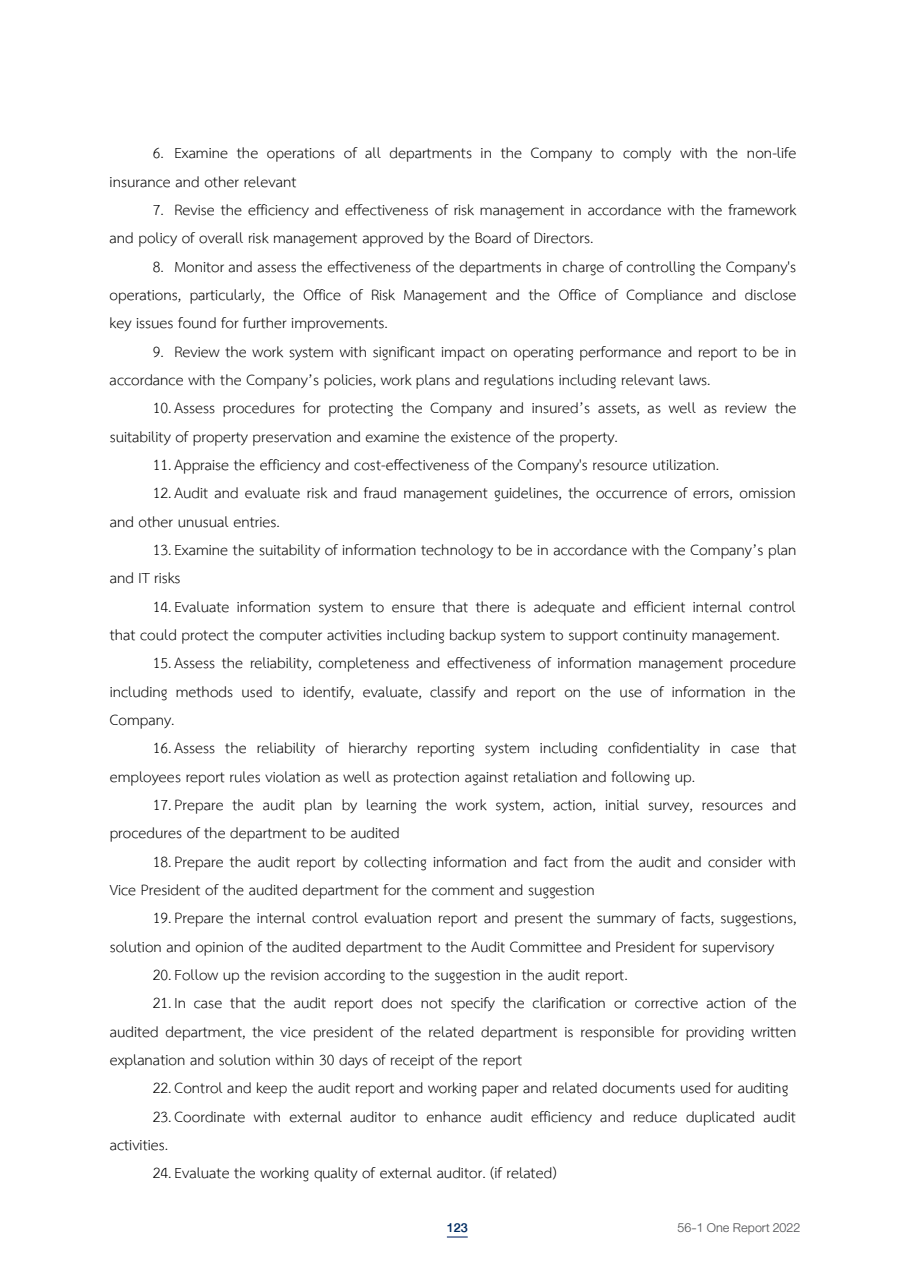 6. Examine the operations of all departments in the Company to comply with the non-life
insurance and other relevant
7. Revise the efficiency and effectiveness of risk management in accordance with the framework
and policy of overall risk management approved by the Board of Directors.
8. Monitor and assess the effectiveness of the departments in charge of controlling the Company's
operations, particularly, the Office of Risk Management and the Office of Compliance and disclose
key issues found for further improvements.
9. Review the work system with significant impact on operating performance and report to be in
accordance with the Company’s policies, work plans and regulations including relevant laws.
10. Assess procedures for protecting the Company and insured’s assets, as well as review the
suitability of property preservation and examine the existence of the property.
11. Appraise the efficiency and cost-effectiveness of the Company's resource utilization.
12. Audit and evaluate risk and fraud management guidelines, the occurrence of errors, omission
and other unusual entries.
13. Examine the suitability of information technology to be in accordance with the Company’s plan
and IT risks
14. Evaluate information system to ensure that there is adequate and efficient internal control
that could protect the computer activities including backup system to support continuity management.
15. Assess the reliability, completeness and effectiveness of information management procedure
including methods used to identify, evaluate, classify and report on the use of information in the
Company.
16. Assess the reliability of hierarchy reporting system including confidentiality in case that
employees report rules violation as well as protection against retaliation and following up.
17. Prepare the audit plan by learning the work system, action, initial survey, resources and
procedures of the department to be audited
18. Prepare the audit report by collecting information and fact from the audit and consider with
Vice President of the audited department for the comment and suggestion
19. Prepare the internal control evaluation report and present the summary of facts, suggestions,
solution and opinion of the audited department to the Audit Committee and President for supervisory
20. Follow up the revision according to the suggestion in the audit report.
21. In case that the audit report does not specify the clarification or corrective action of the
audited department, the vice president of the related department is responsible for providing written
explanation and solution within 30 days of receipt of the report
22. Control and keep the audit report and working paper and related documents used for auditing
23. Coordinate with external auditor to enhance audit efficiency and reduce duplicated audit
activities.
24. Evaluate the working quality of external auditor. (if related)
123
56-1 One Report 2022